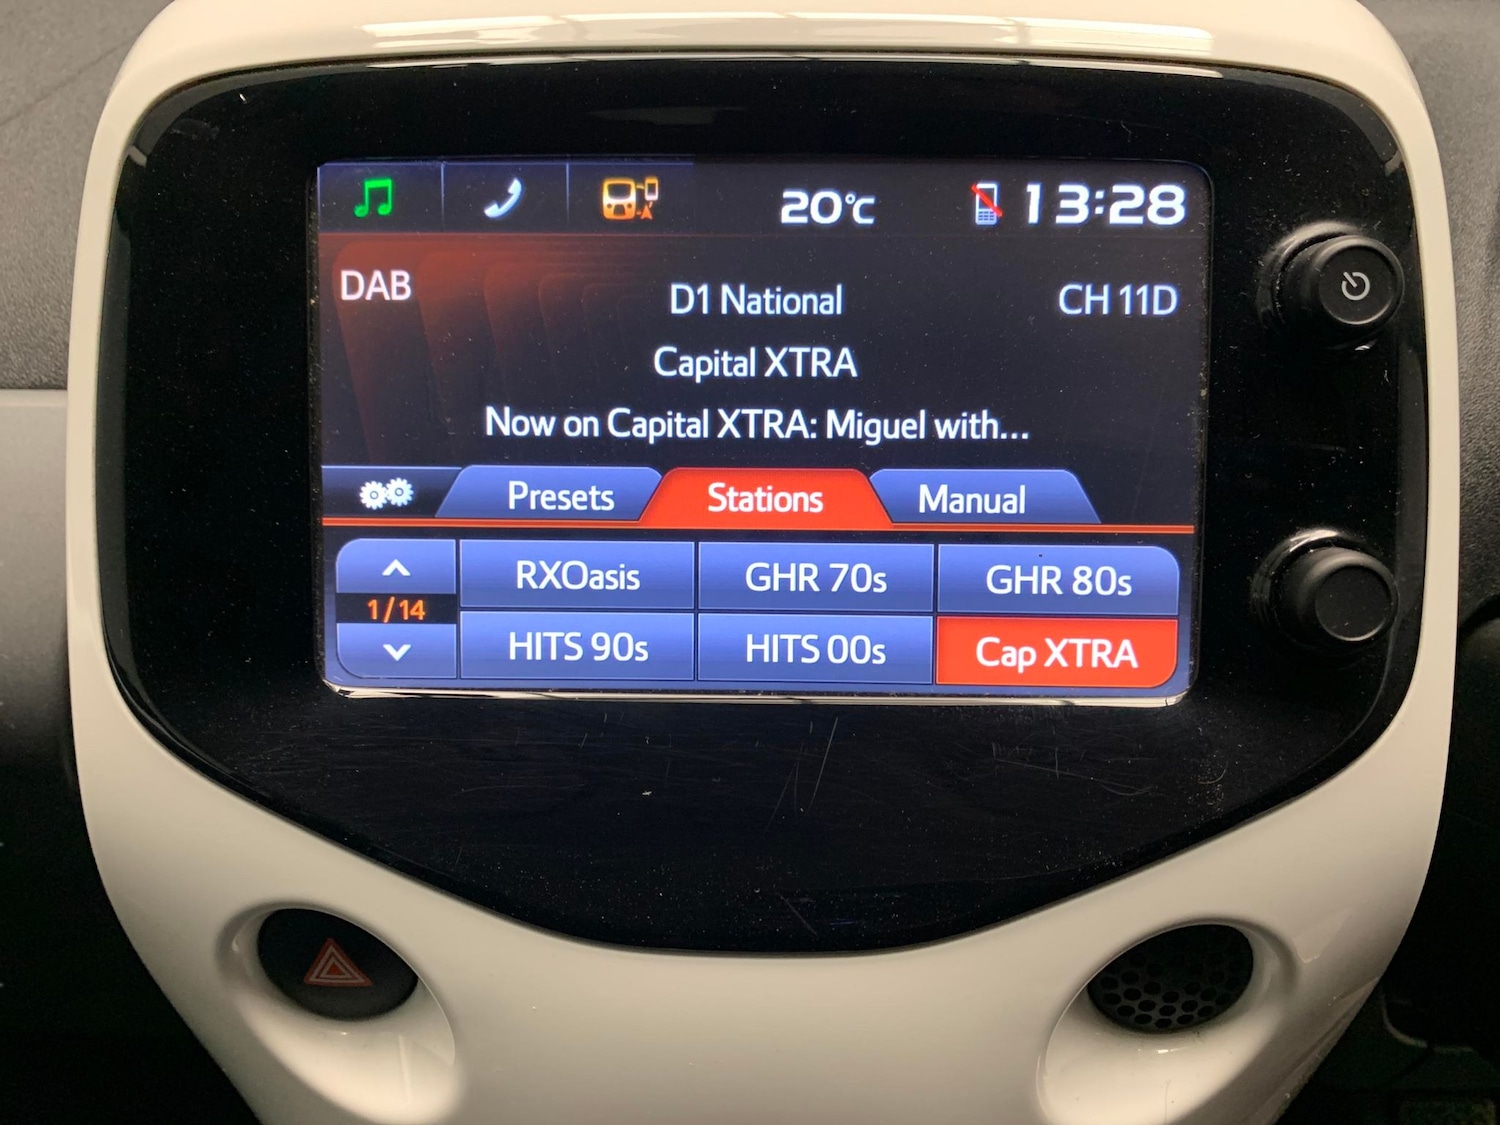 20°C 13:28
DAB
D1 National
CH 11D
Capital XTRA
Now on Capital XTRA: Miguel with...
Presets Stations Manual
RXOasis GHR 70s GHR 80s
1/14
HITS 90s HITS 00s Cap XTRA